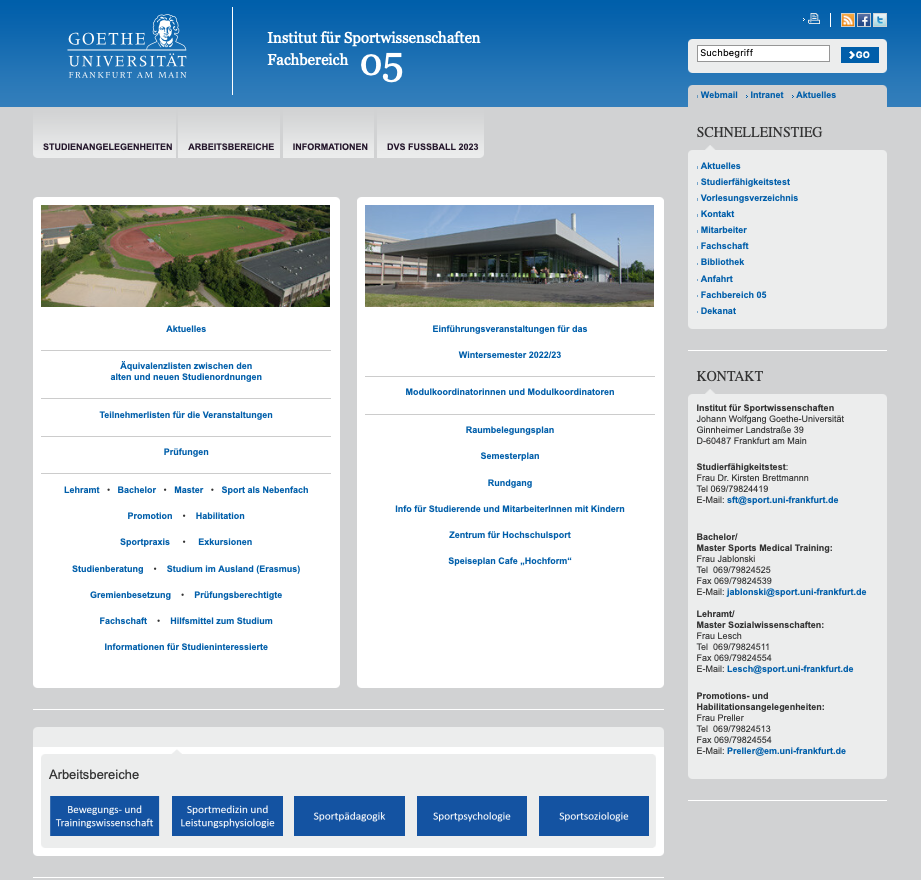 GOETHE
UNIVERSITÄT
FRANKFURT AM MAIN
Institut für Sportwissenschaften
Fachbereich 05
Suchbegriff
GO
Webmail Intranet Aktuelles
STUDIENANGELEGENHEITEN ARBEITSBEREICHE INFORMATIONEN DVS FUSSBALL 2023
Aktuelles
Äquivalenzlisten zwischen den
alten und neuen Studienordnungen
Teilnehmerlisten für die Veranstaltungen
Prüfungen
Lehramt • Bachelor • Master • Sport als Nebenfach
Promotion • Habilitation
Sportpraxis • Exkursionen
Studienberatung • Studium im Ausland (Erasmus)
Gremienbesetzung • Prüfungsberechtigte
Fachschaft • Hilfsmittel zum Studium
Informationen für Studieninteressierte
Einführungsveranstaltungen für das
Wintersemester 2022/23
Modulkoordinatorinnen und Modulkoordinatoren
Raumbelegungsplan
Semesterplan
Rundgang
Info für Studierende und MitarbeiterInnen mit Kindern
Zentrum für Hochschulsport
Speiseplan Cafe „Hochform“
Arbeitsbereiche
Bewegungs- und
Trainingswissenschaft
Sportmedizin und
Leistungsphysiologie
Sportpädagogik
Sportpsychologie
Sportsoziologie
SCHNELLEINSTIEG
Aktuelles
Studierfähigkeitstest
Vorlesungsverzeichnis
Kontakt
Mitarbeiter
Fachschaft
Bibliothek
Anfahrt
Fachbereich 05
Dekanat
KONTAKT
Institut für Sportwissenschaften
Johann Wolfgang Goethe-Universität
Ginnheimer Landstraße 39
D-60487 Frankfurt am Main
Studierfähigkeitstest:
Frau Dr. Kirsten Brettmannn
Tel 069/79824419
E-Mail: sft@sport.uni-frankfurt.de
Bachelor/
Master Sports Medical Training:
Frau Jablonski
Tel 069/79824525
Fax 069/79824539
E-Mail: jablonski@sport.uni-frankfurt.de
Lehramt/
Master Sozialwissenschaften:
Frau Lesch
Tel 069/79824511
Fax 069/79824554
E-Mail: Lesch@sport.uni-frankfurt.de
Promotions- und
Habilitationsangelegenheiten:
Frau Preller
Tel 069/79824513
Fax 069/79824554
E-Mail: Preller@em.uni-frankfurt.de